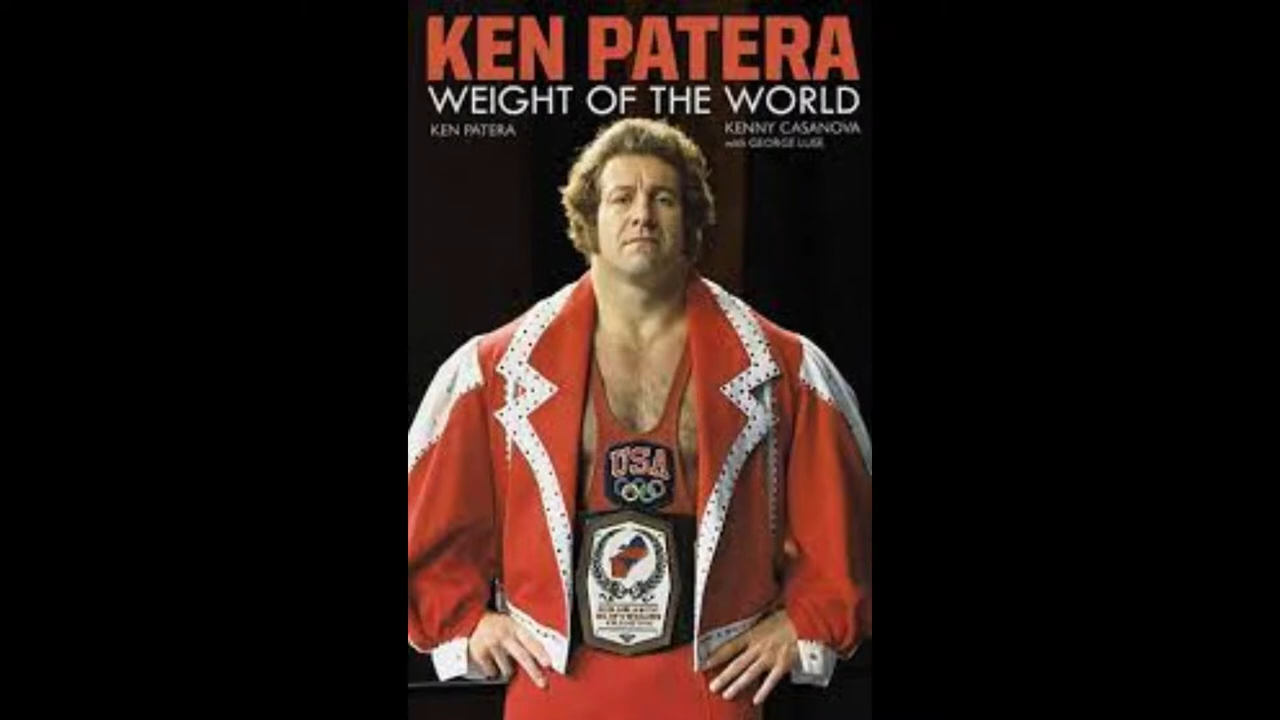 KEN PATERA
WEIGHT OF THE WORLD
KEN PATERA
KENNY CASANOVA
with GEORGE LUSE
USA